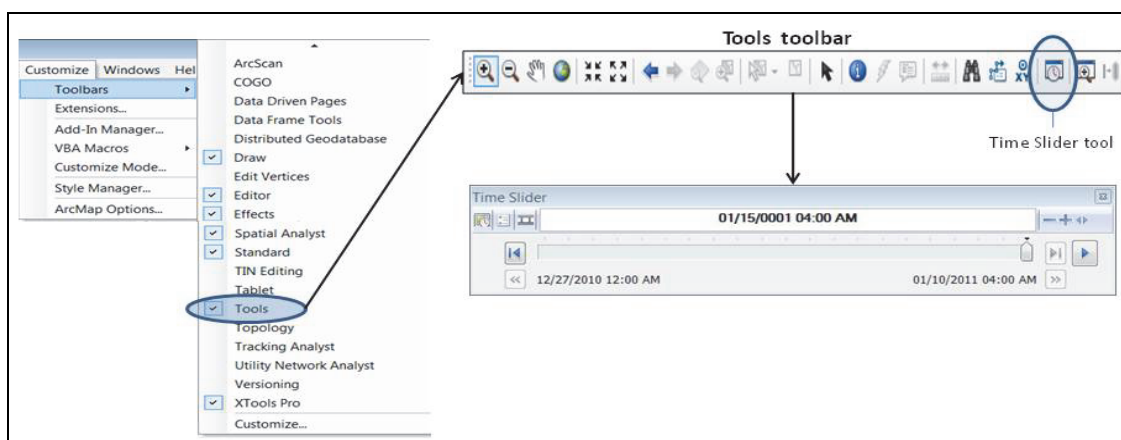 Customize Windows Hel
Toolbars
Extensions...
Add-In Manager...
VBA Macros
Customize Mode...
Style Manager...
ArcMap Options...
ArcScan
COGO
Data Driven Pages
Data Frame Tools
Distributed Geodatabase
Draw
Edit Vertices
Editor
Effects
Spatial Analyst
Standard
TIN Editing
Tablet
Tools
Topology
Tracking Analyst
Utility Network Analyst
Versioning
XTools Pro
Customize...
Tools toolbar
XY
Time Slider tool
Time Slider
01/15/0001 04:00 AM
12/27/2010 12:00 AM
01/10/2011 04:00 AM